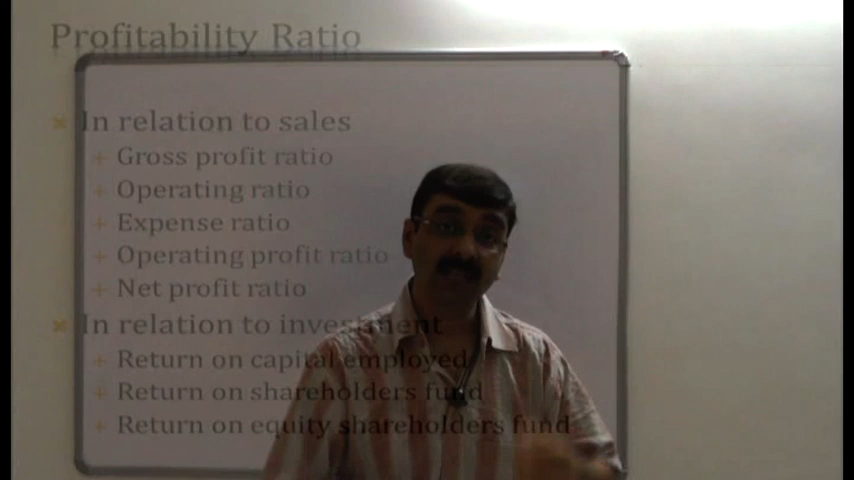 Profitability Ratio
In relation to sales
Gross profit ratio
Operating ratio
Expense ratio
Operating profit ratio
Net profit ratio
In relation to investment
Return on capital employed
Return on shareholders fund
Return on equity shareholders fund